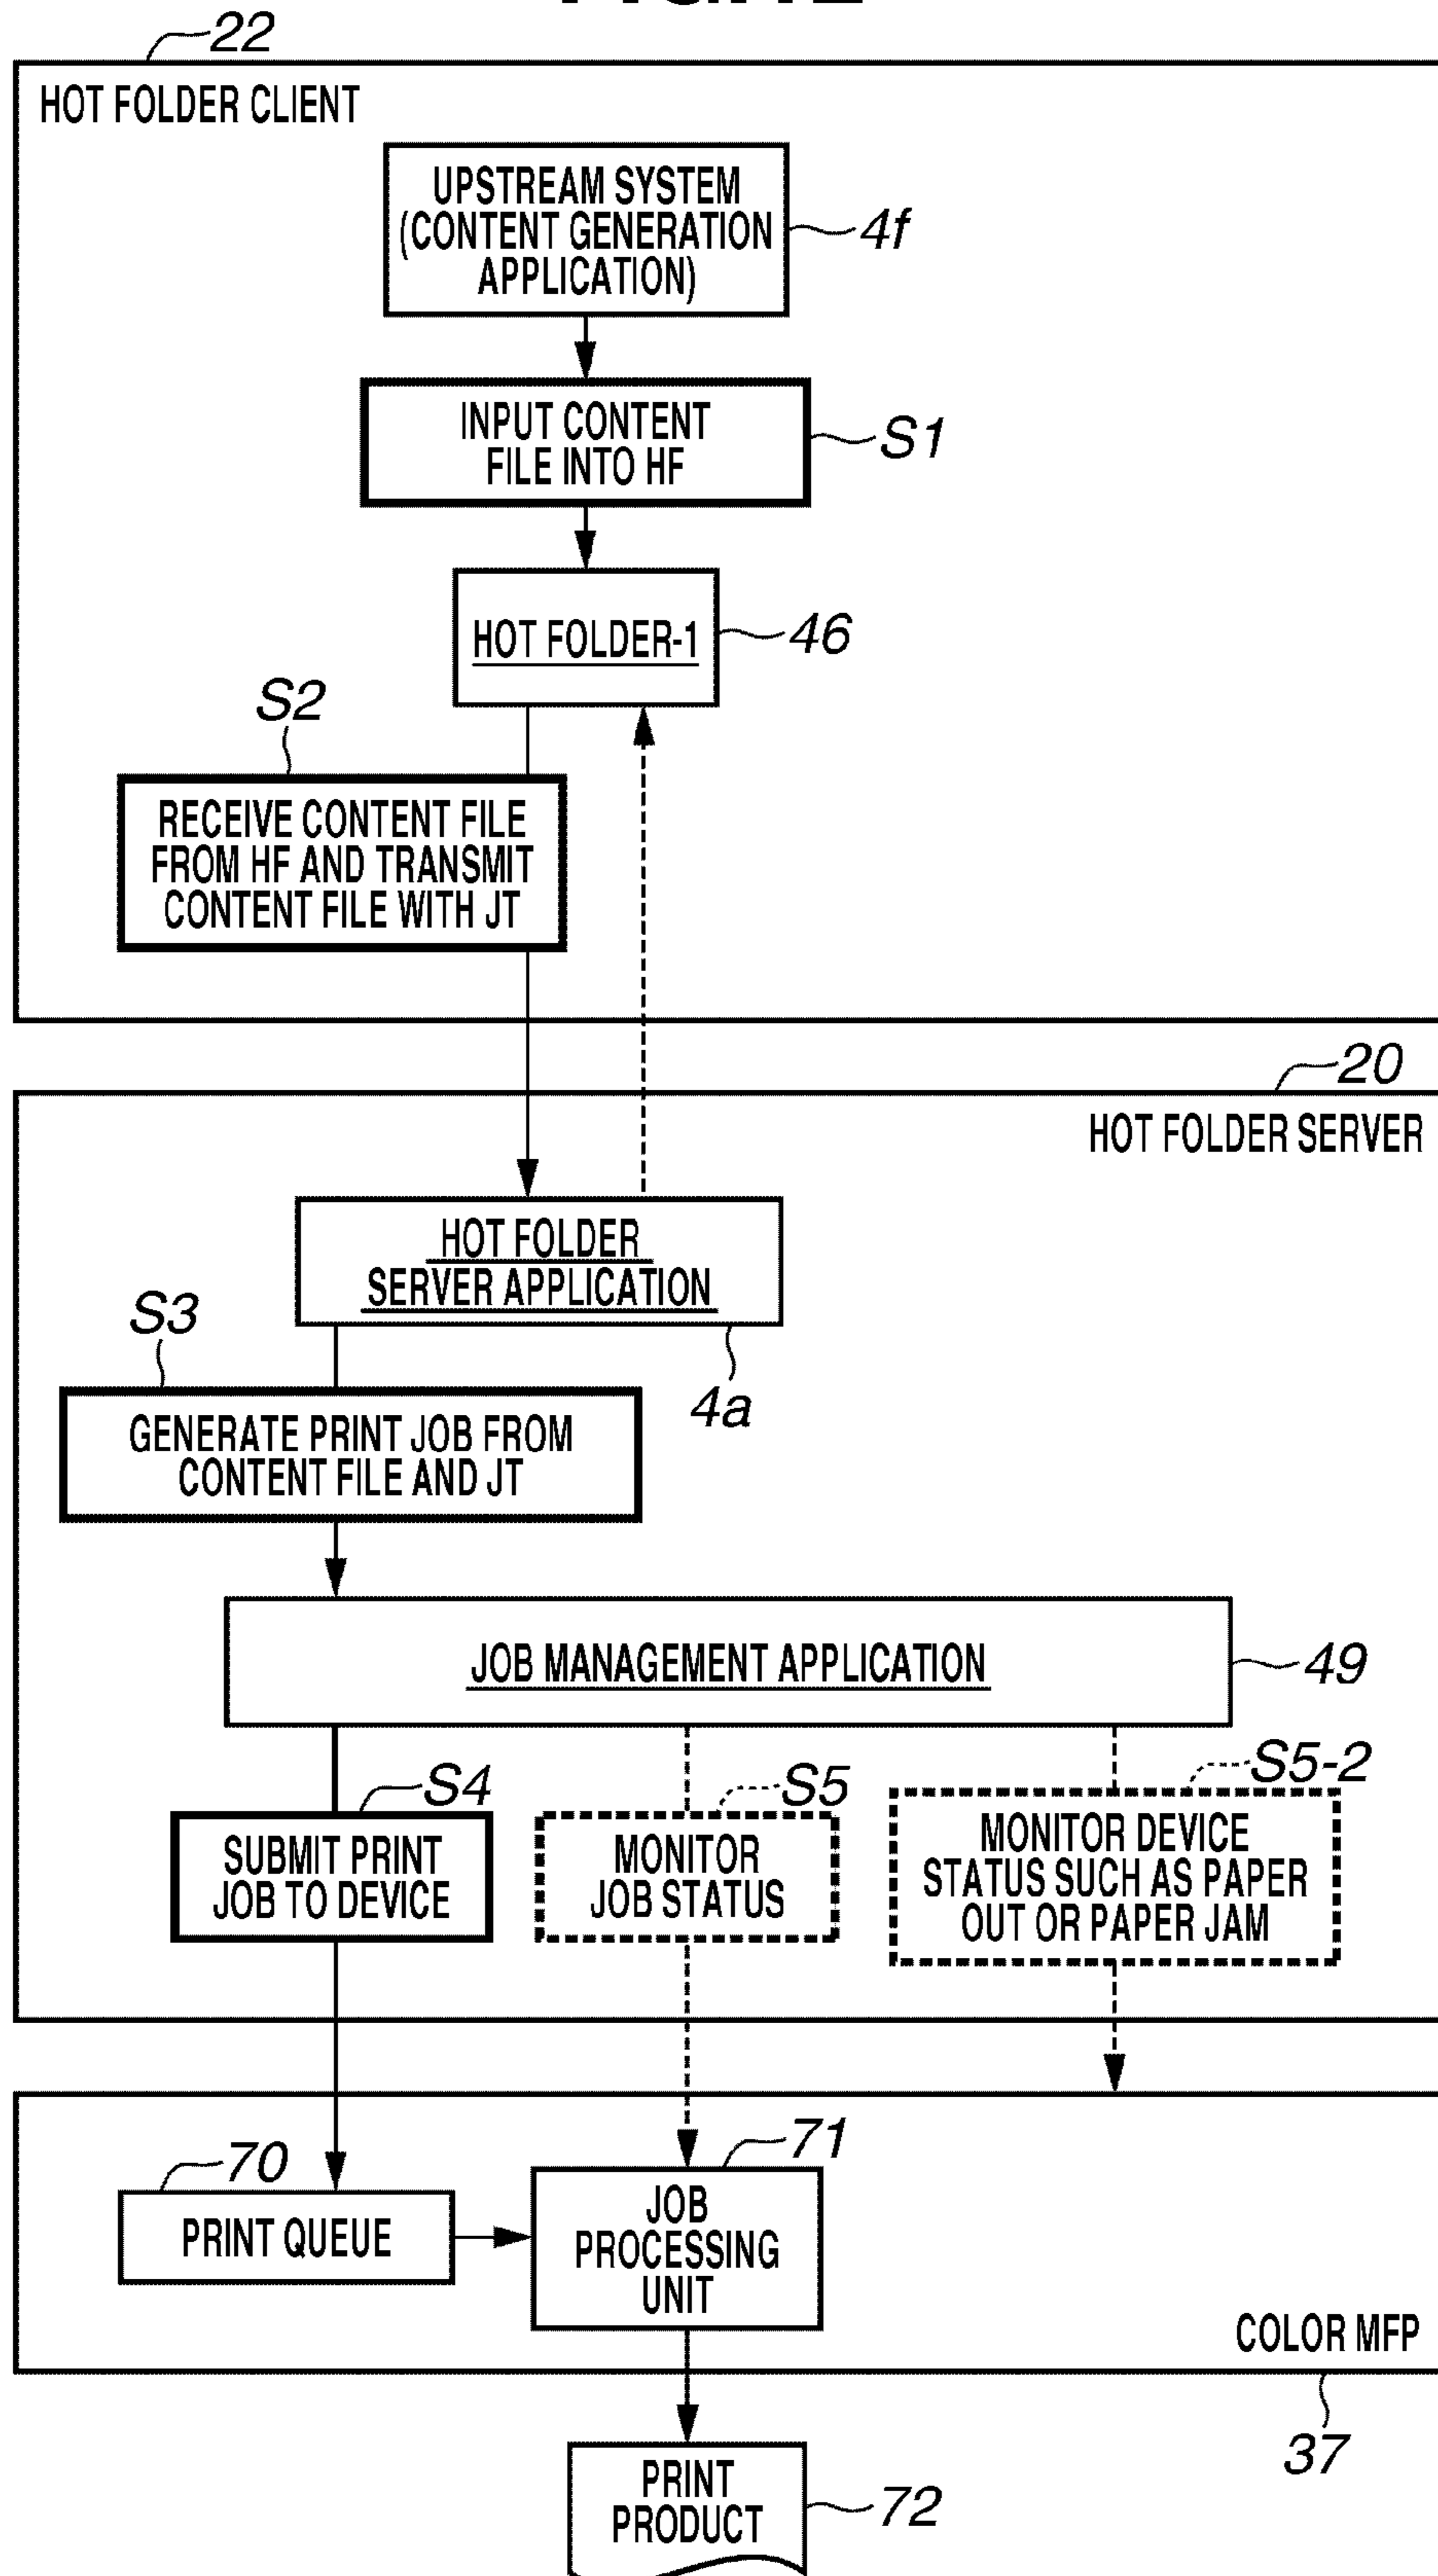 22
HOT FOLDER CLIENT
UPSTREAM SYSTEM
(CONTENT GENERATION
APPLICATION)
4f
INPUT CONTENT
FILE INTO HF
S1
HOT FOLDER-1
46
S2
RECEIVE CONTENT FILE
FROM HF AND TRANSMIT
CONTENT FILE WITH JT
20
HOT FOLDER SERVER
HOT FOLDER
SERVER APPLICATION
4a
S3
GENERATE PRINT JOB FROM
CONTENT FILE AND JT
JOB MANAGEMENT APPLICATION
49
S4
SUBMIT PRINT
JOB TO DEVICE
S5
MONITOR
JOB STATUS
S5-2
MONITOR DEVICE
STATUS SUCH AS PAPER
OUT OR PAPER JAM
70
PRINT QUEUE
71
JOB
PROCESSING
UNIT
COLOR MFP
37
PRINT
PRODUCT
72